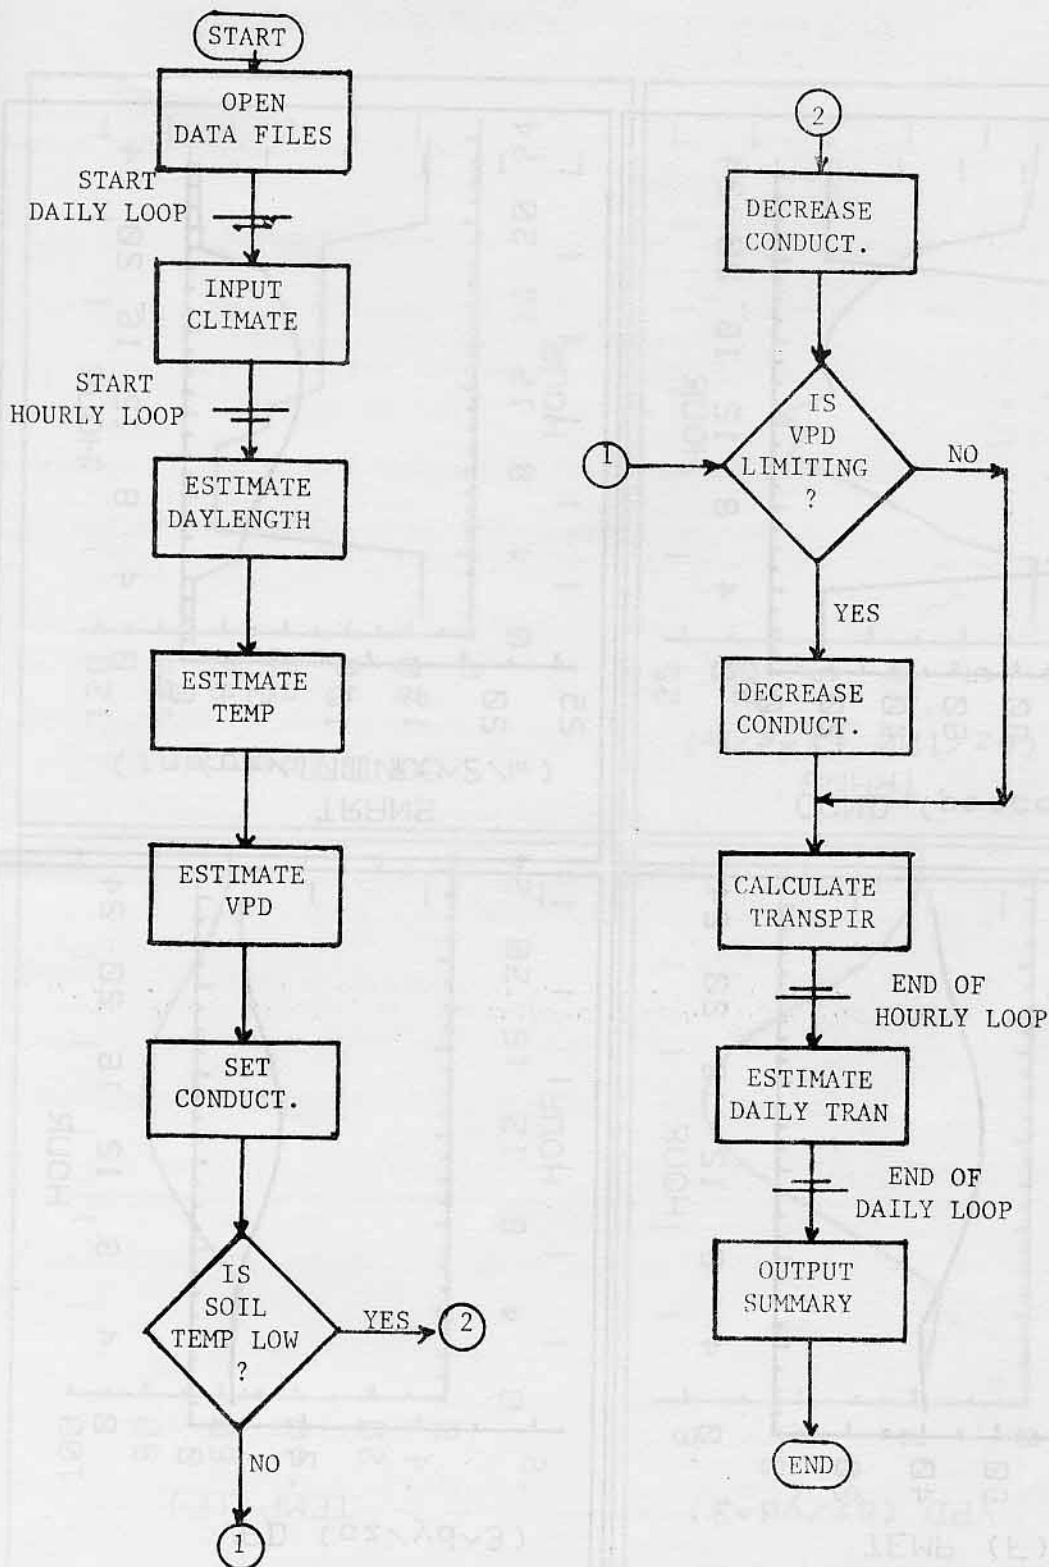 START
OPEN
DATA FILES
START
DAILY LOOP
INPUT
CLIMATE
START
HOURLY LOOP
ESTIMATE
DAYLENGTH
ESTIMATE
TEMP
ESTIMATE
VPD
SET
CONDUCT.
IS
SOIL
TEMP LOW
?
YES
2
NO
1
2
DECREASE
CONDUCT.
1
IS
VPD
LIMITING
?
NO
YES
DECREASE
CONDUCT.
CALCULATE
TRANSPIR
END OF
HOURLY LOOP
ESTIMATE
DAILY TRAN
END OF
DAILY LOOP
OUTPUT
SUMMARY
END